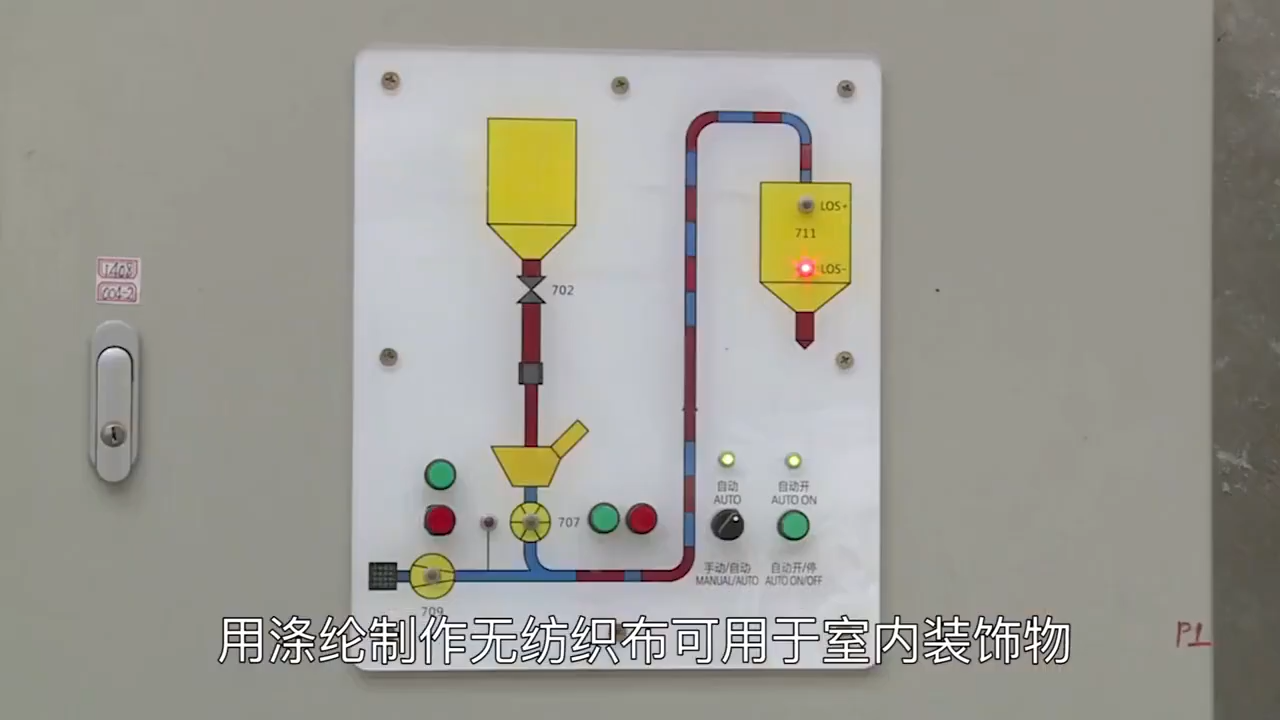 LOS+
711
LOS-
702
1408
004-2
自动
AUTO
自动开
AUTO ON
707
手动/自动
MANUAL/AUTO
自动开/停
AUTO ON/OFF
709
用涤纶制作无纺织布可用于室内装饰物
P1